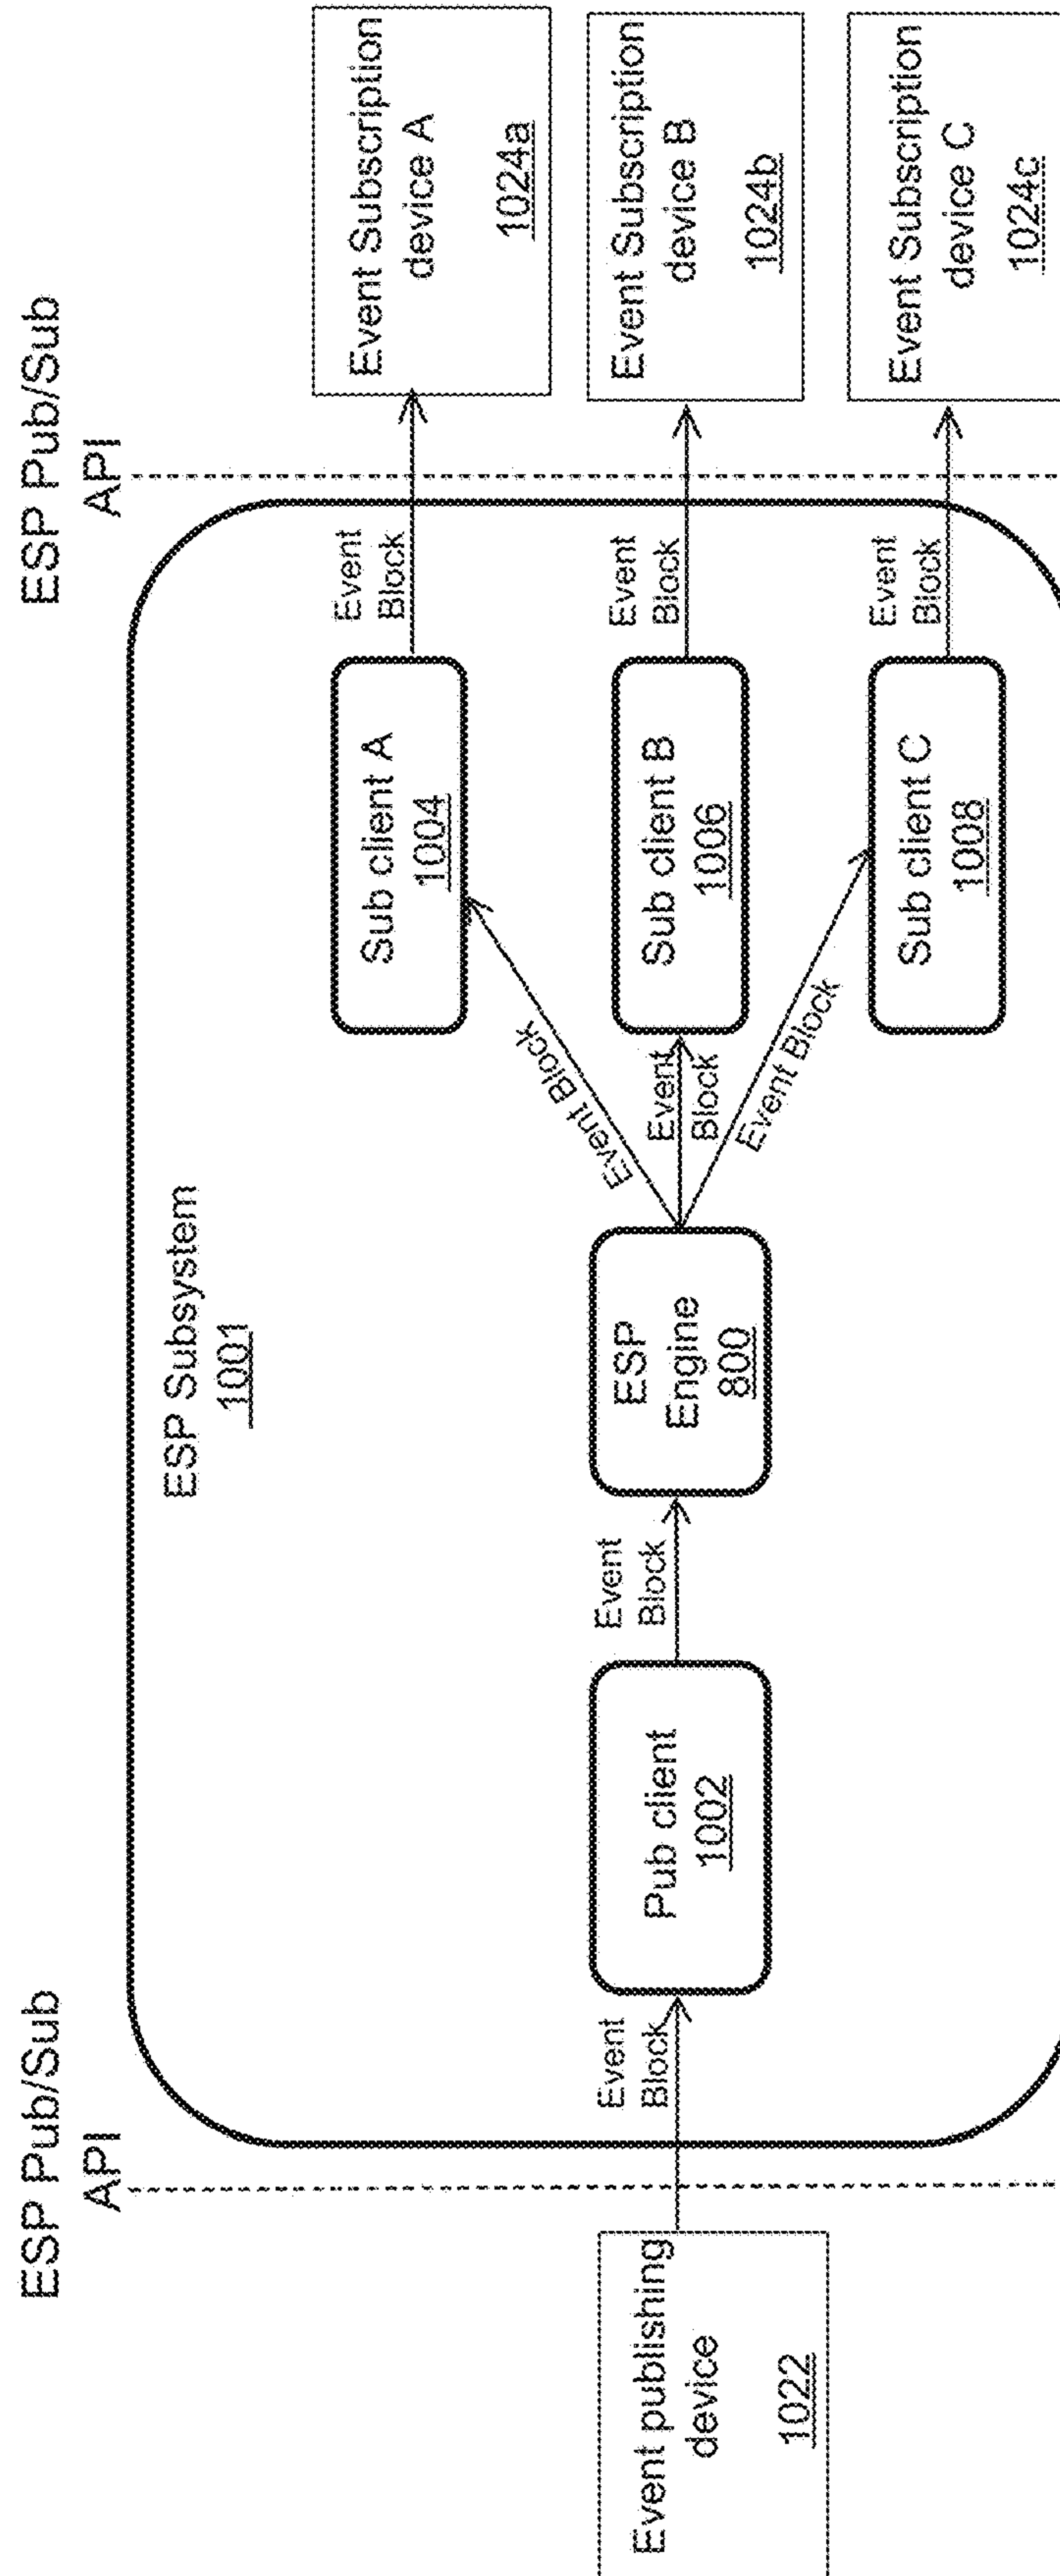 ESP Pub/Sub
API
ESP Pub/Sub
API
ESP Subsystem
1001
Event publishing
device
1022
Event
Block
Pub client
1002
Event
Block
ESP
Engine
800
Event Block
Event
Block
Event Block
Sub client A
1004
Sub client B
1006
Sub client C
1008
Event
Block
Event
Block
Event
Block
Event Subscription
device A
1024a
Event Subscription
device B
1024b
Event Subscription
device C
1024c